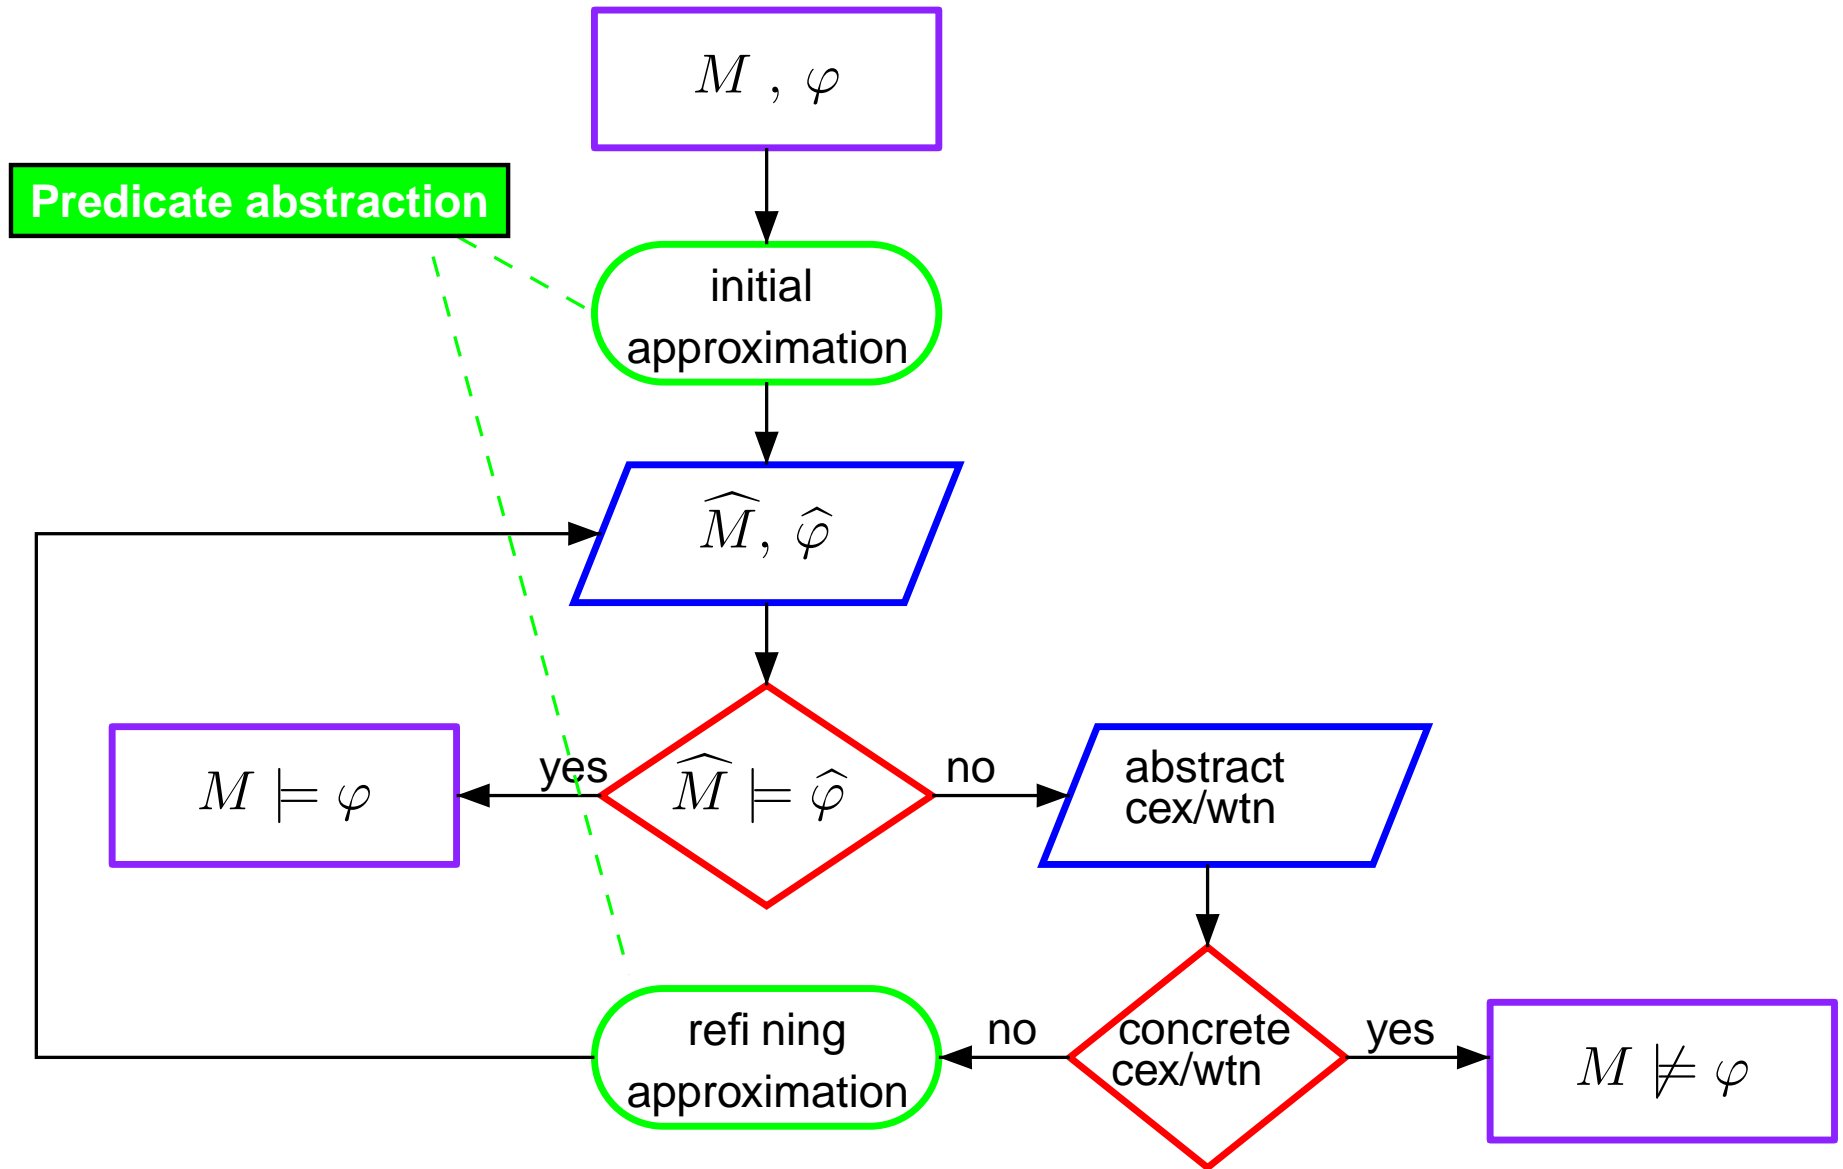 M , φ
Predicate abstraction
initial
approximation
M̂, φ̂
yes
M̂ ⊨ φ̂
no
M ⊨ φ
abstract
cex/wtn
refi ning
approximation
no
concrete
cex/wtn
yes
M ⊭ φ